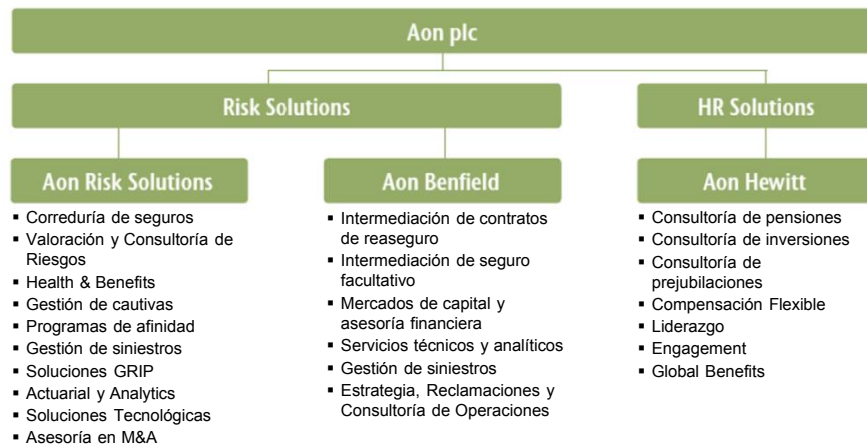 Aon plc
Risk Solutions
HR Solutions
Aon Risk Solutions
▪ Correduría de seguros
▪ Valoración y Consultoría de
Riesgos
▪ Health & Benefits
▪ Gestión de cautivas
▪ Programas de afinidad
▪ Gestión de siniestros
▪ Soluciones GRIP
▪ Actuarial y Analytics
▪ Soluciones Tecnológicas
▪ Asesoría en M&A
Aon Benfield
▪ Intermediación de contratos
de reaseguro
▪ Intermediación de seguro
facultativo
▪ Mercados de capital y
asesoría financiera
▪ Servicios técnicos y analíticos
▪ Gestión de siniestros
▪ Estrategia, Reclamaciones y
Consultoría de Operaciones
Aon Hewitt
▪ Consultoría de pensiones
▪ Consultoría de inversiones
▪ Consultoría de
prejubilaciones
▪ Compensación Flexible
▪ Liderazgo
▪ Engagement
▪ Global Benefits